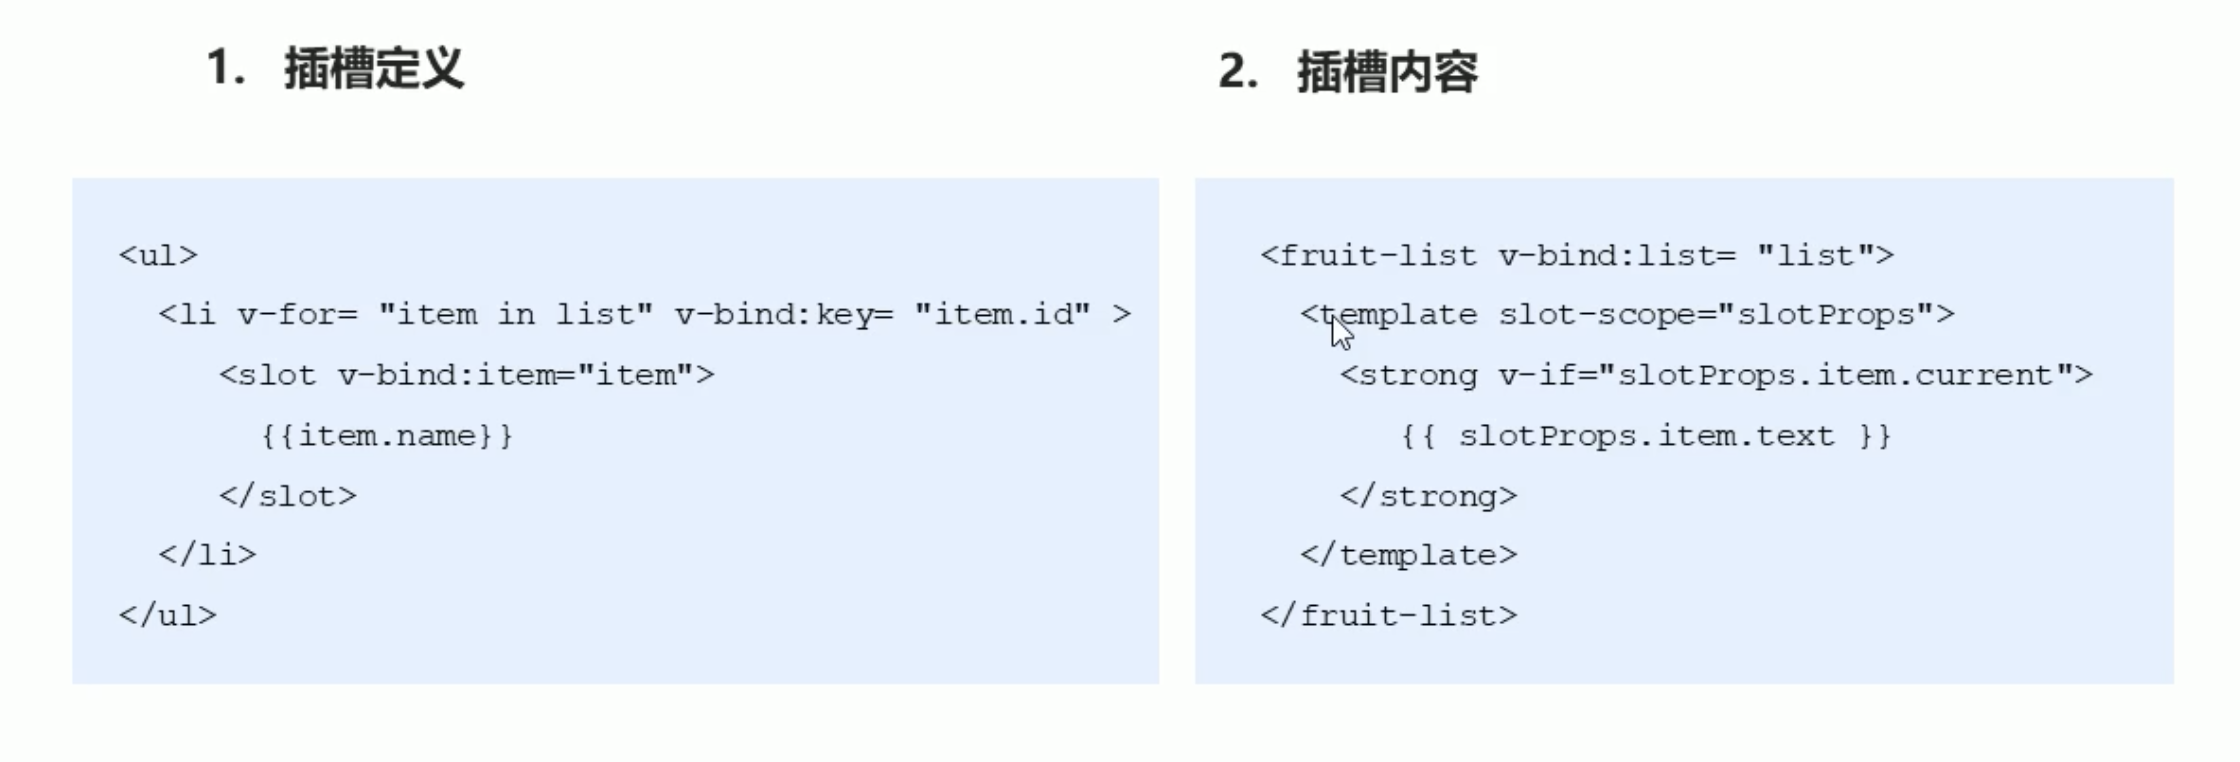 1. 插槽定义
<ul>
<li v-for= "item in list" v-bind:key= "item.id" >
<slot v-bind:item="item">
{{item.name}}
</slot>
</li>
</ul>
2. 插槽内容
<fruit-list v-bind:list= "list">
<template slot-scope="slotProps">
<strong v-if="slotProps.item.current">
{{ slotProps.item.text }}
</strong>
</template>
</fruit-list>